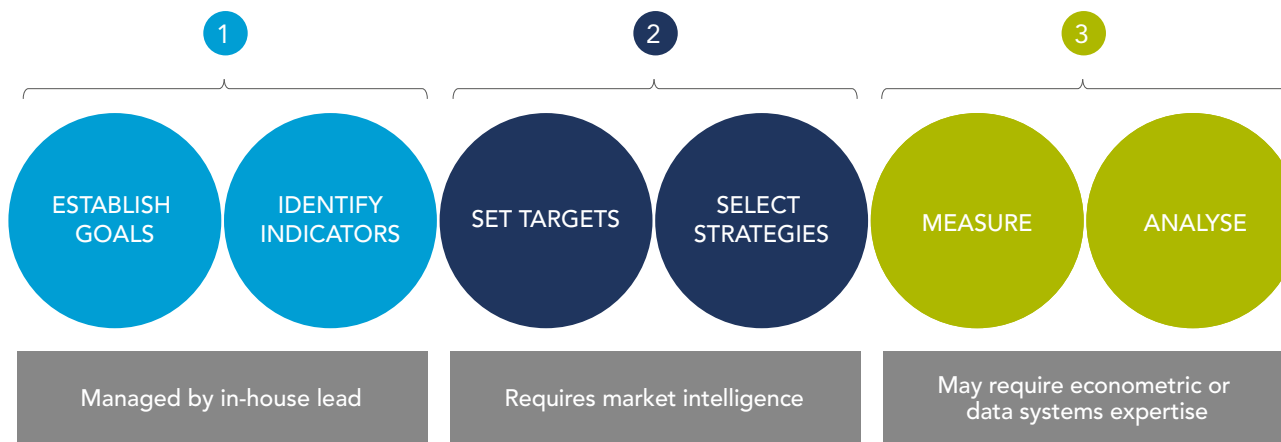 1
2
3
ESTABLISH
GOALS
IDENTIFY
INDICATORS
SET TARGETS
SELECT
STRATEGIES
MEASURE
ANALYSE
Managed by in-house lead
Requires market intelligence
May require econometric or
data systems expertise